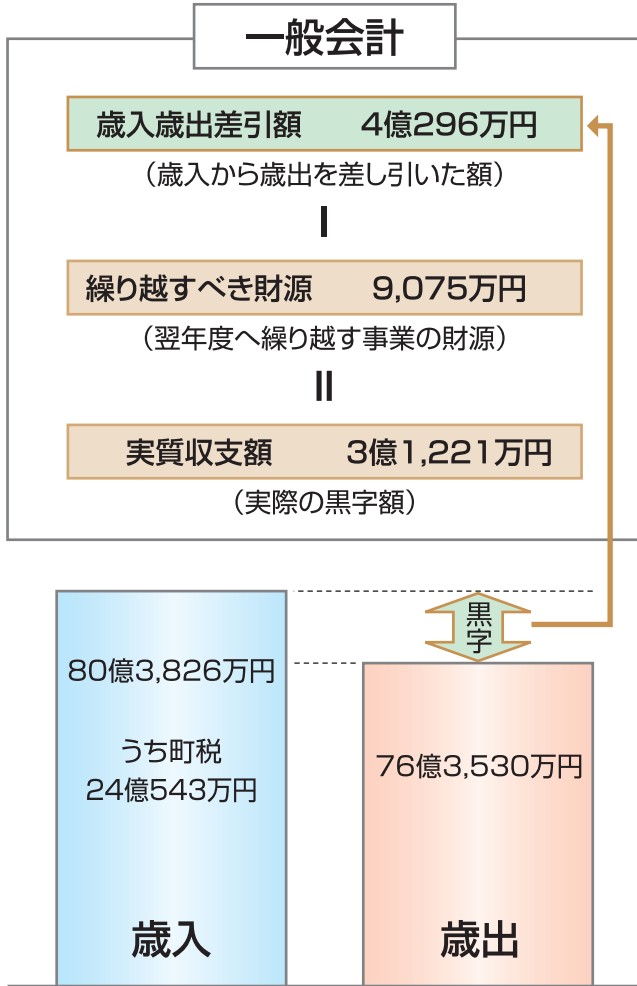 一般会計
歳入歳出差引額 4億296万円
（歳入から歳出を差し引いた額）
繰り越すべき財源 9,075万円
（翌年度へ繰り越す事業の財源）
実質収支額 3億1,221万円
（実際の黒字額）
黒字
80億3,826万円
うち町税
24億543万円
76億3,530万円
歳入
歳出